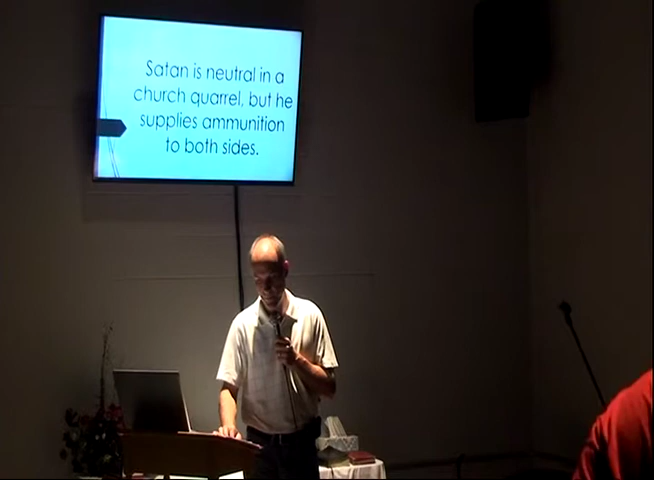 Satan is neutral in a
church quarrel, but he
supplies ammunition
to both sides.